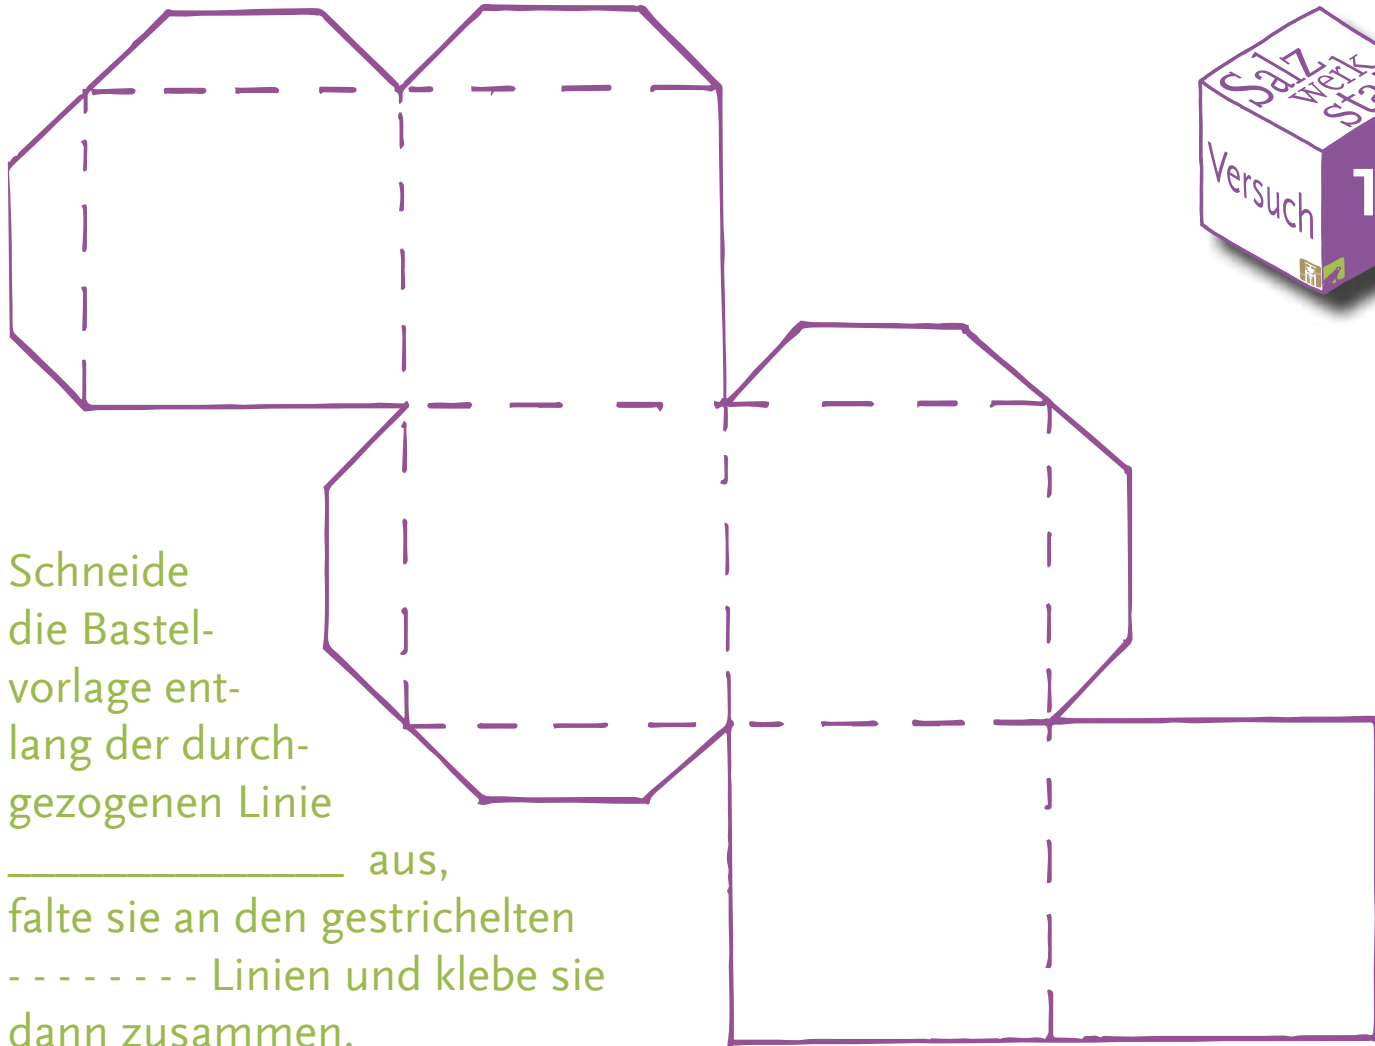 Salz
werk
Versuch
1
Schneide
die Bastel-
vorlage ent-
lang der durch-
gezogenen Linie
______________ aus,
falte sie an den gestrichelten
- - - - - - - - Linien und klebe sie
dann zusammen.